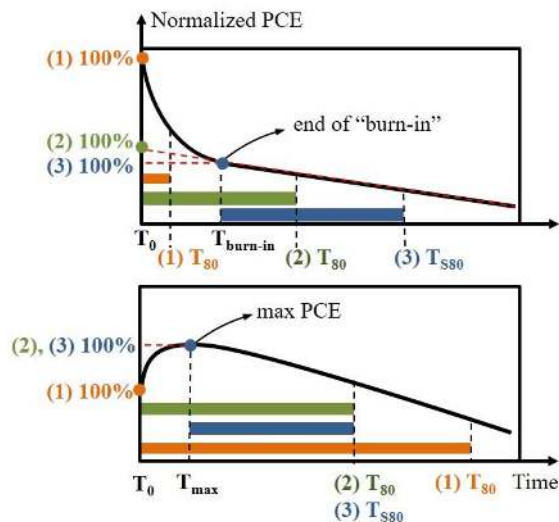 Normalized PCE
(1) 100%
end of “burn-in”
(2) 100%
(3) 100%
T0 Tburn-in
(1) T80 (2) T80 (3) TS80
max PCE
(2), (3) 100%
(1) 100%
T0 Tmax (2) T80 (1) T80 Time
(3) TS80